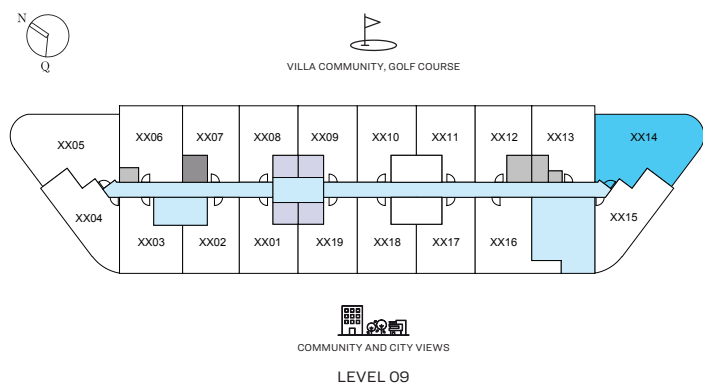 N
Q
VILLA COMMUNITY, GOLF COURSE
XX05
XX06
XX07
XX08
XX09
XX10
XX11
XX12
XX13
XX14
XX04
XX03
XX02
XX01
XX19
XX18
XX17
XX16
XX15
COMMUNITY AND CITY VIEWS
LEVEL 09